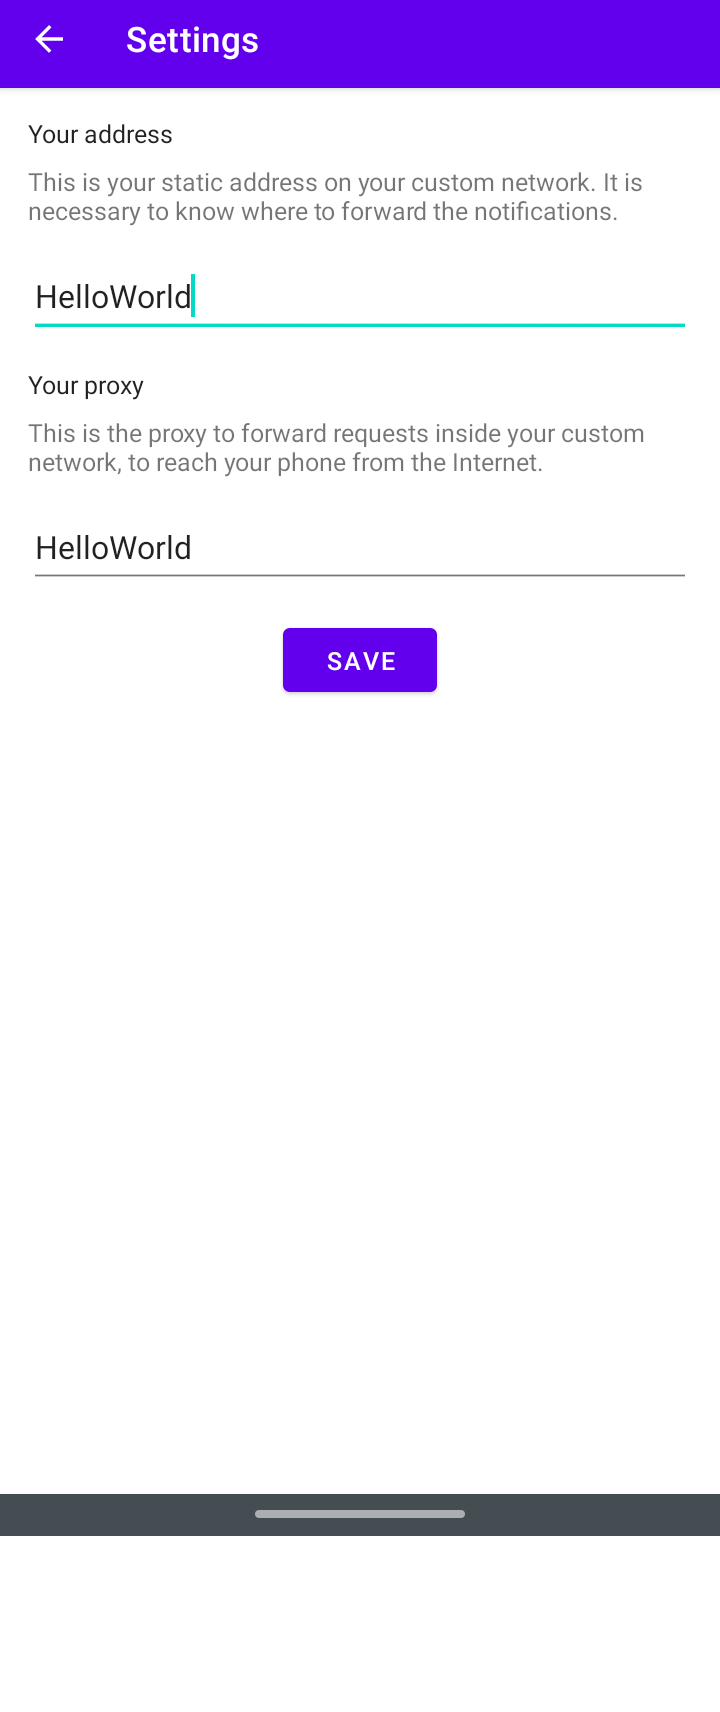 Settings
Your address
This is your static address on your custom network. It is
necessary to know where to forward the notifications.
HelloWorld
Your proxy
This is the proxy to forward requests inside your custom
network, to reach your phone from the Internet.
HelloWorld
SAVE